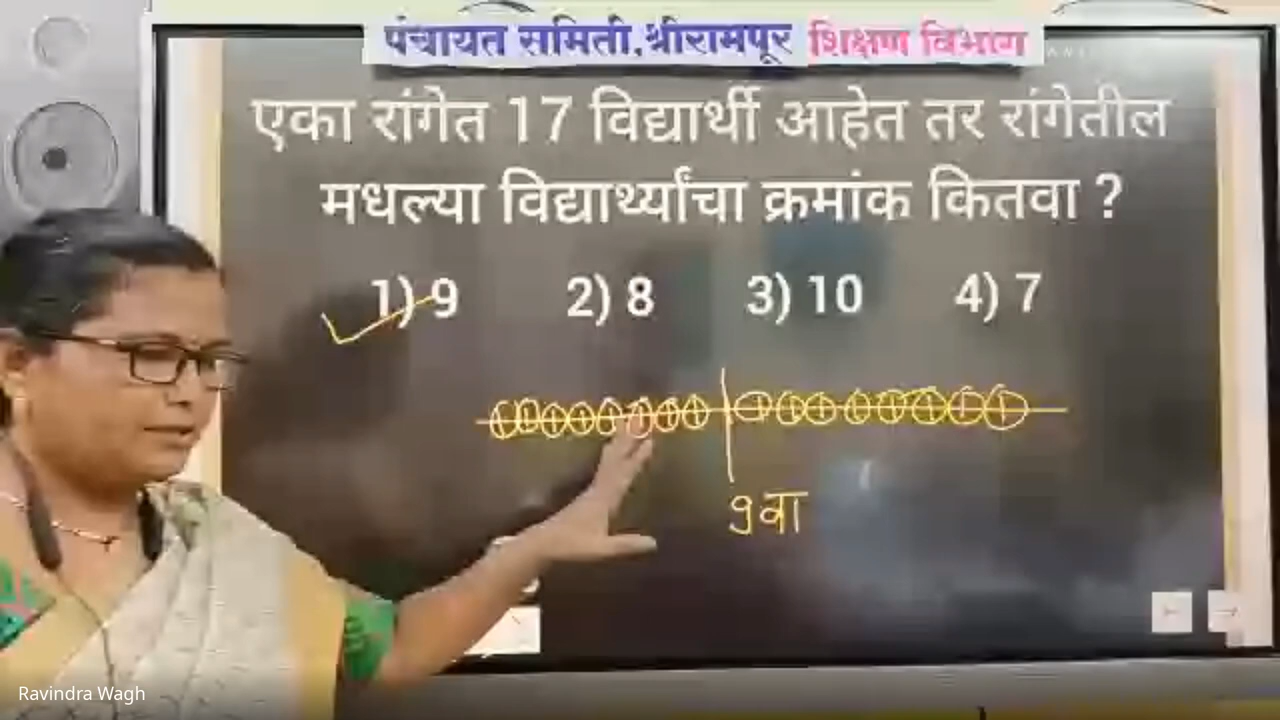 पंचायत समिती,श्रीरामपूर शिक्षण विभाग
एका रांगेत 17 विद्यार्थी आहेत तर रांगेतील
मधल्या विद्यार्थ्यांचा क्रमांक कितवा ?
1) 9 2) 8 3) 10 4) 7
9वा
Ravindra Wagh